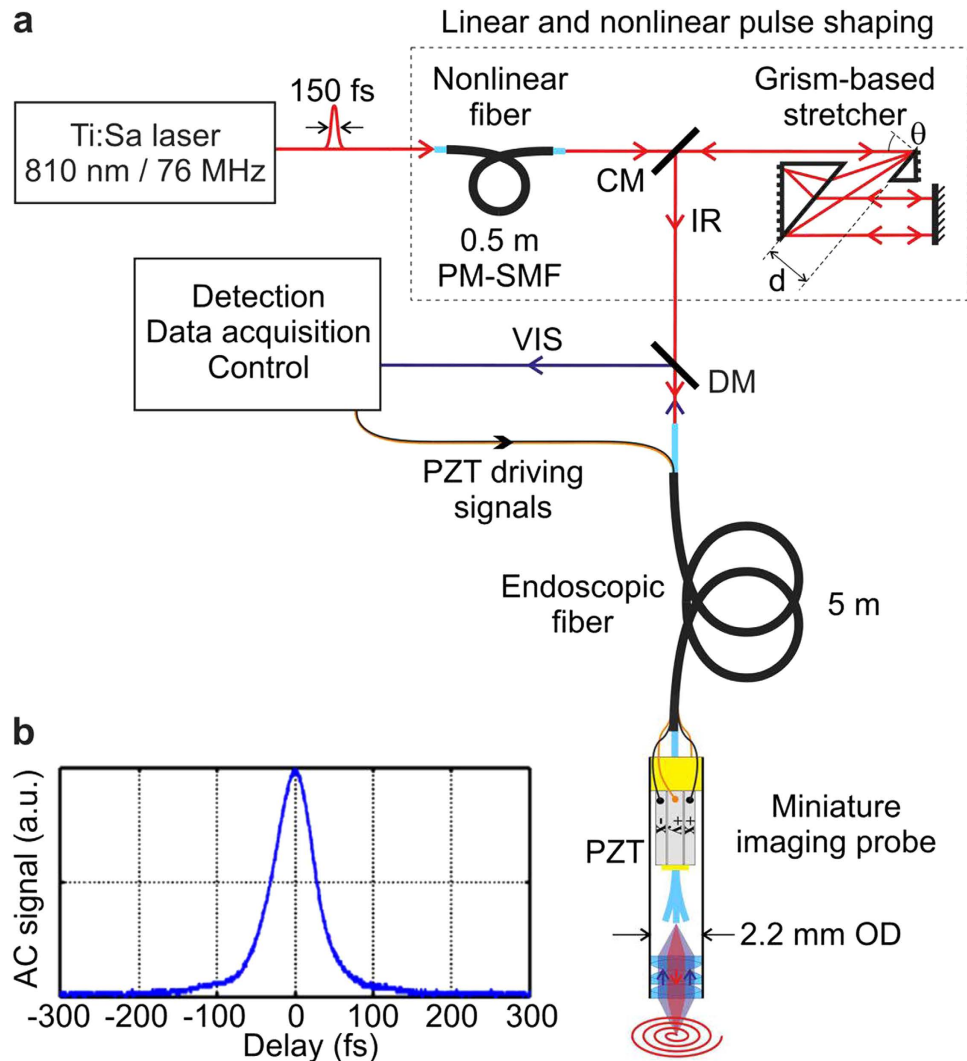 a
Linear and nonlinear pulse shaping
Ti:Sa laser
810 nm / 76 MHz
150 fs
Nonlinear
fiber
0.5 m
PM-SMF
CM
IR
Grism-based
stretcher
θ
d
Detection
Data acquisition
Control
VIS
DM
PZT driving
signals
Endoscopic
fiber
5 m
PZT
Miniature
imaging probe
2.2 mm OD
b
AC signal (a.u.)
-300 -200 -100 0 100 200 300
Delay (fs)